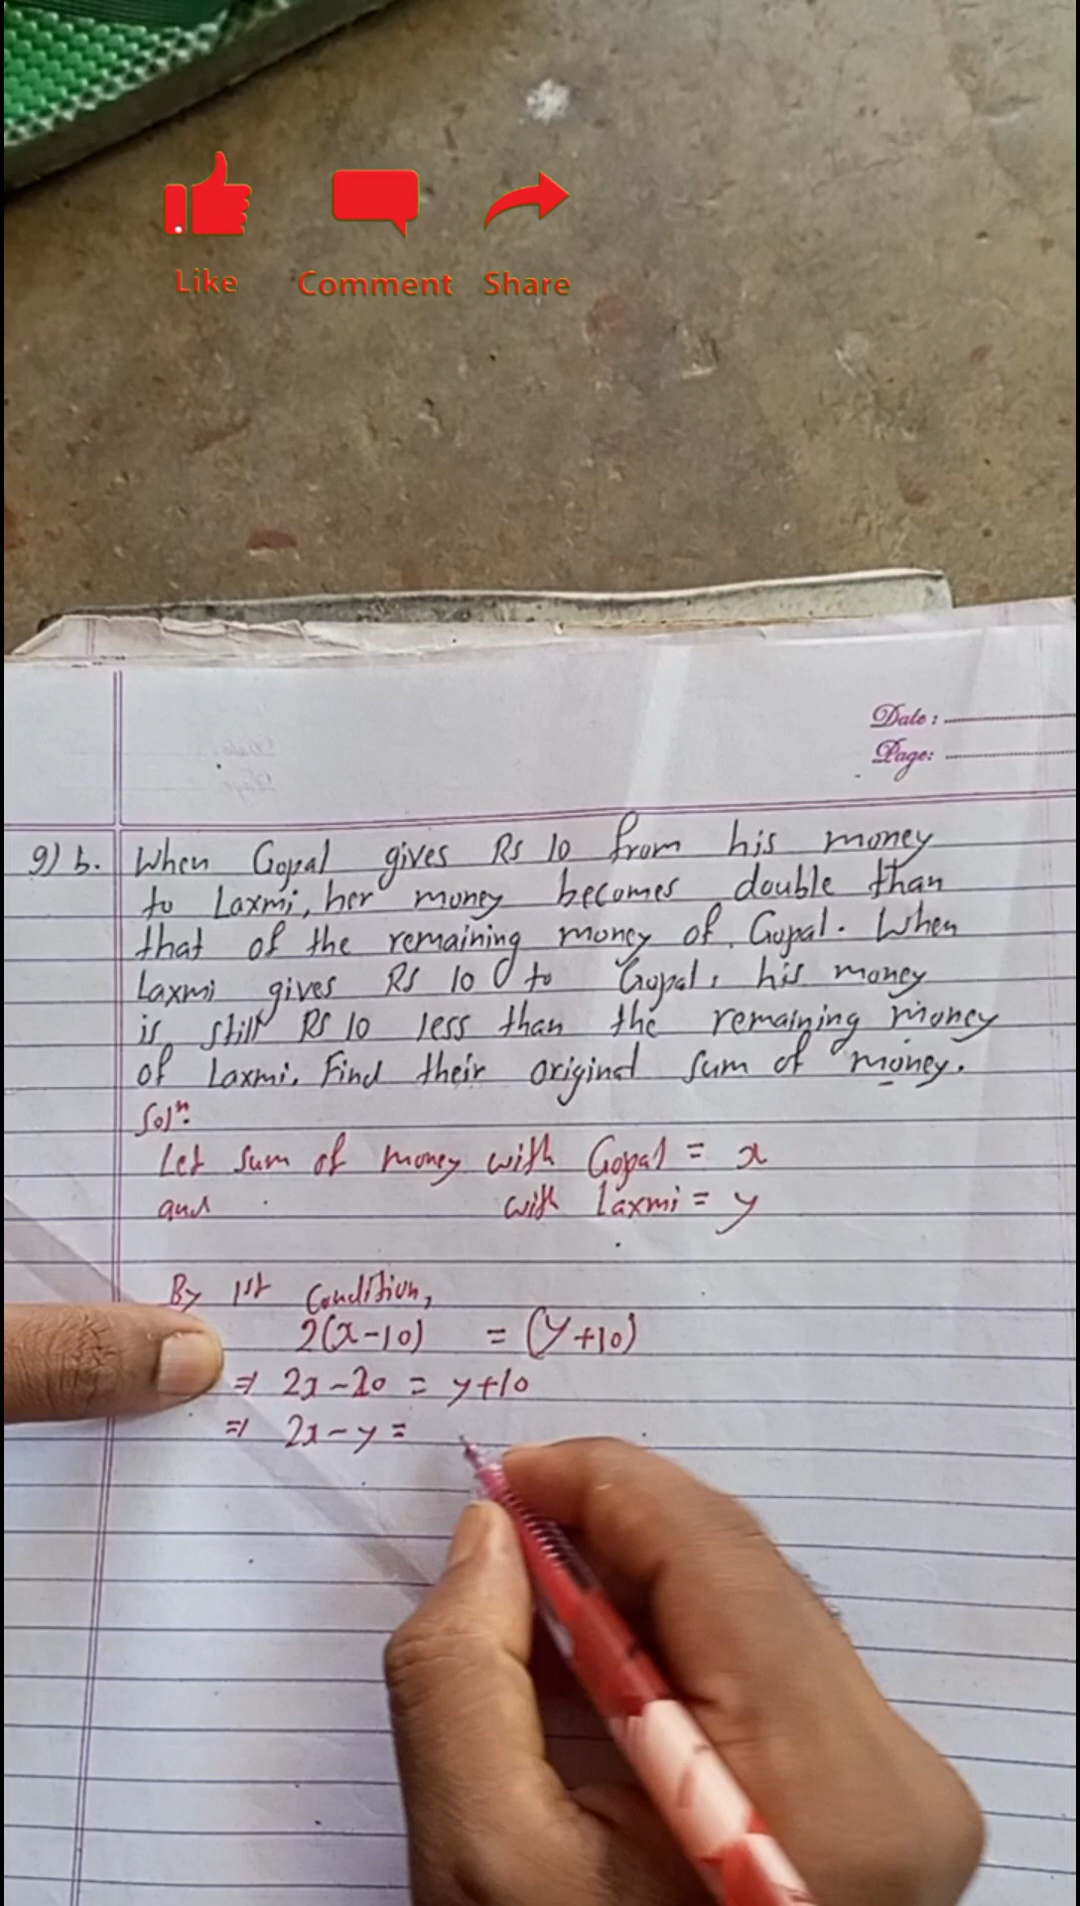 Like Comment Share
Date :
Page:
9) b. When Gopal gives Rs 10 from his money
to Laxmi, her money becomes double than
that of the remaining money of Gopal. When
Laxmi gives Rs 10 to Gopal, his money
is still Rs 10 less than the remaining money
of Laxmi. Find their original sum of money.
Solⁿ:
Let sum of money with Gopal = x
and with Laxmi = y
By 1st Condition,
2(x-10) = (y+10)
⇒ 2x-20 = y+10
⇒ 2x-y =